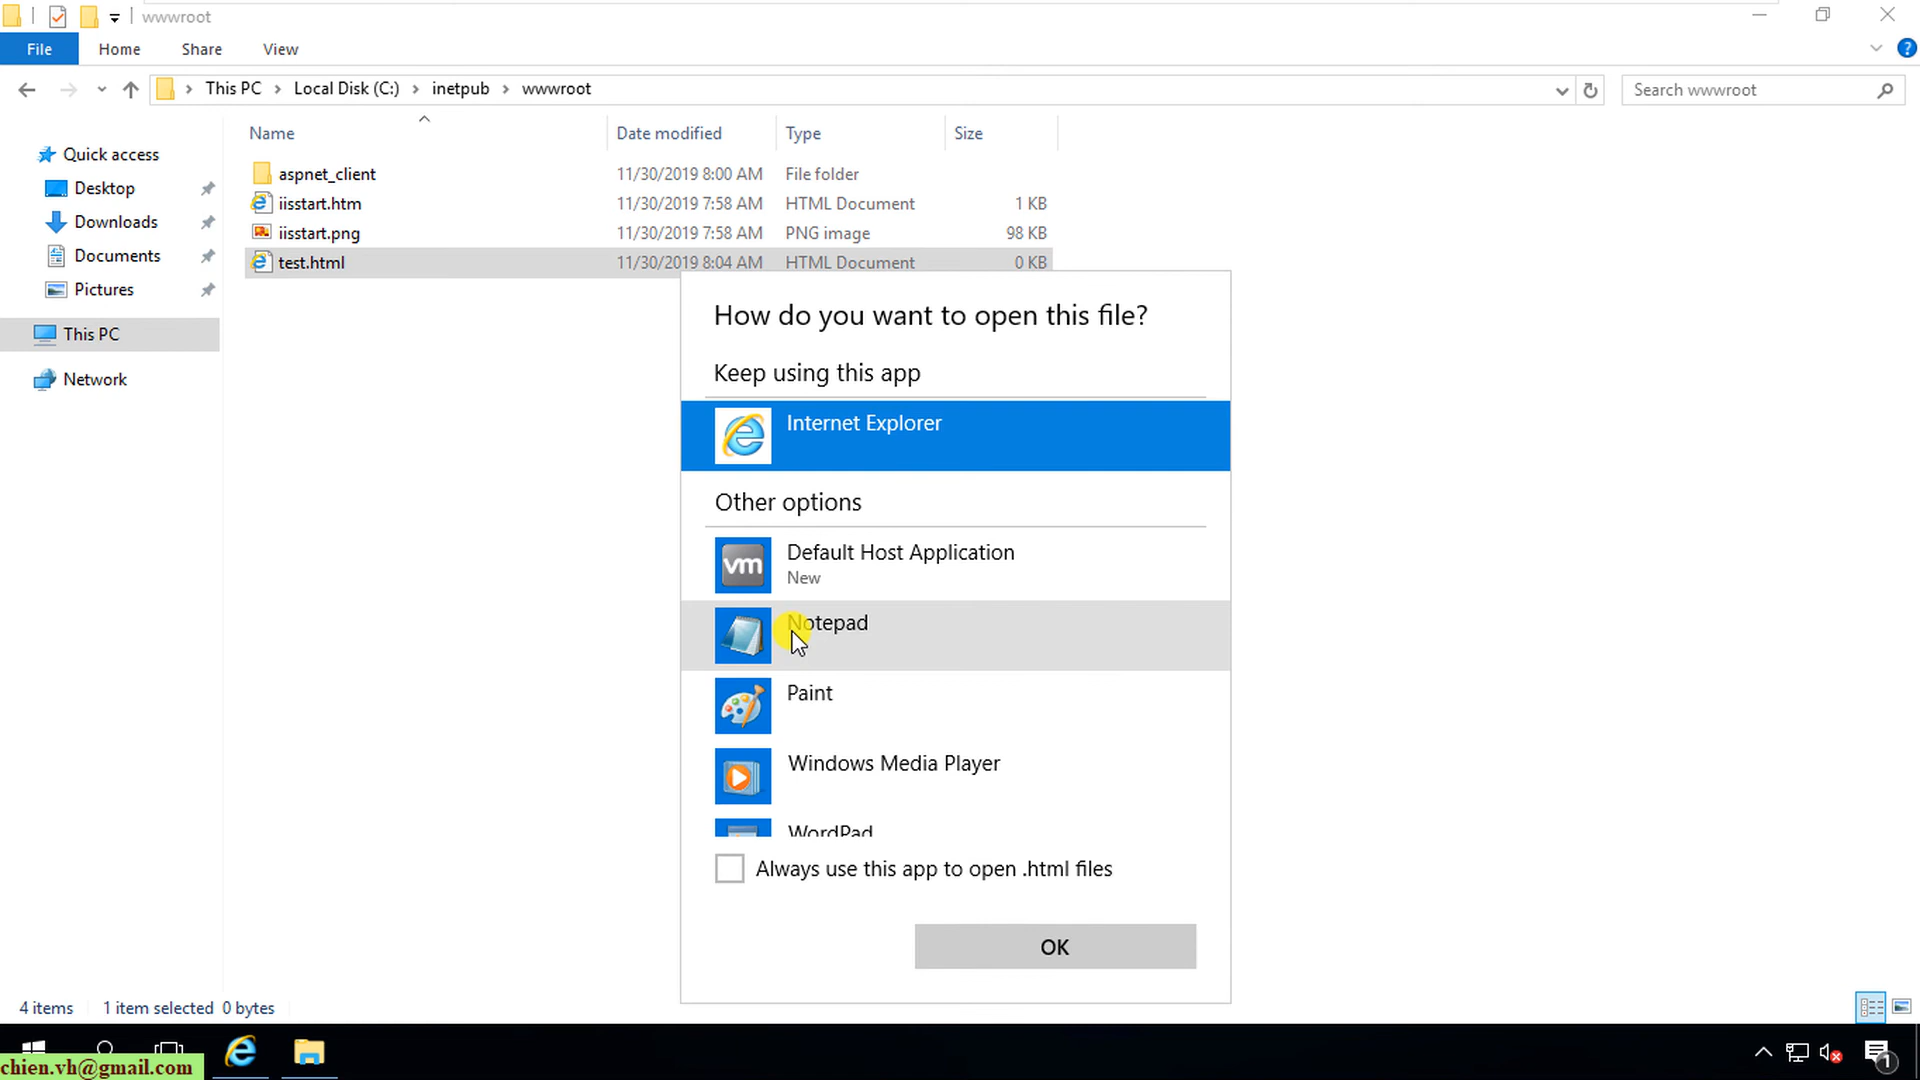 wwwroot
File Home Share View
This PC Local Disk (C:) inetpub wwwroot Search wwwroot
Name Date modified Type Size
Quick access
Desktop
Downloads
Documents
Pictures
This PC
Network
aspnet_client 11/30/2019 8:00 AM File folder
iisstart.htm 11/30/2019 7:58 AM HTML Document 1 KB
iisstart.png 11/30/2019 7:58 AM PNG image 98 KB
test.html 11/30/2019 8:04 AM HTML Document 0 KB
How do you want to open this file?
Keep using this app
Internet Explorer
Other options
vm
Default Host Application
New
Notepad
Paint
Windows Media Player
WordPad
Always use this app to open .html files
OK
4 items 1 item selected 0 bytes
chien.vh@gmail.com
1